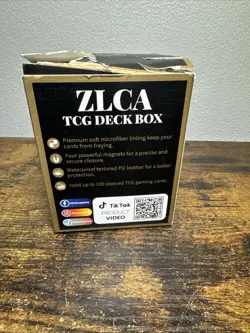 ZLCA
TCG DECK BOX
Premium soft microfiber lining keep your
cards from fraying.
Four powerful magnets for a precise and
secure closure.
Waterproof textured PU leather for a better
protection.
Hold up to 100 sleeved TCG gaming cards.
TikTok
PRODUCT
VIDEO